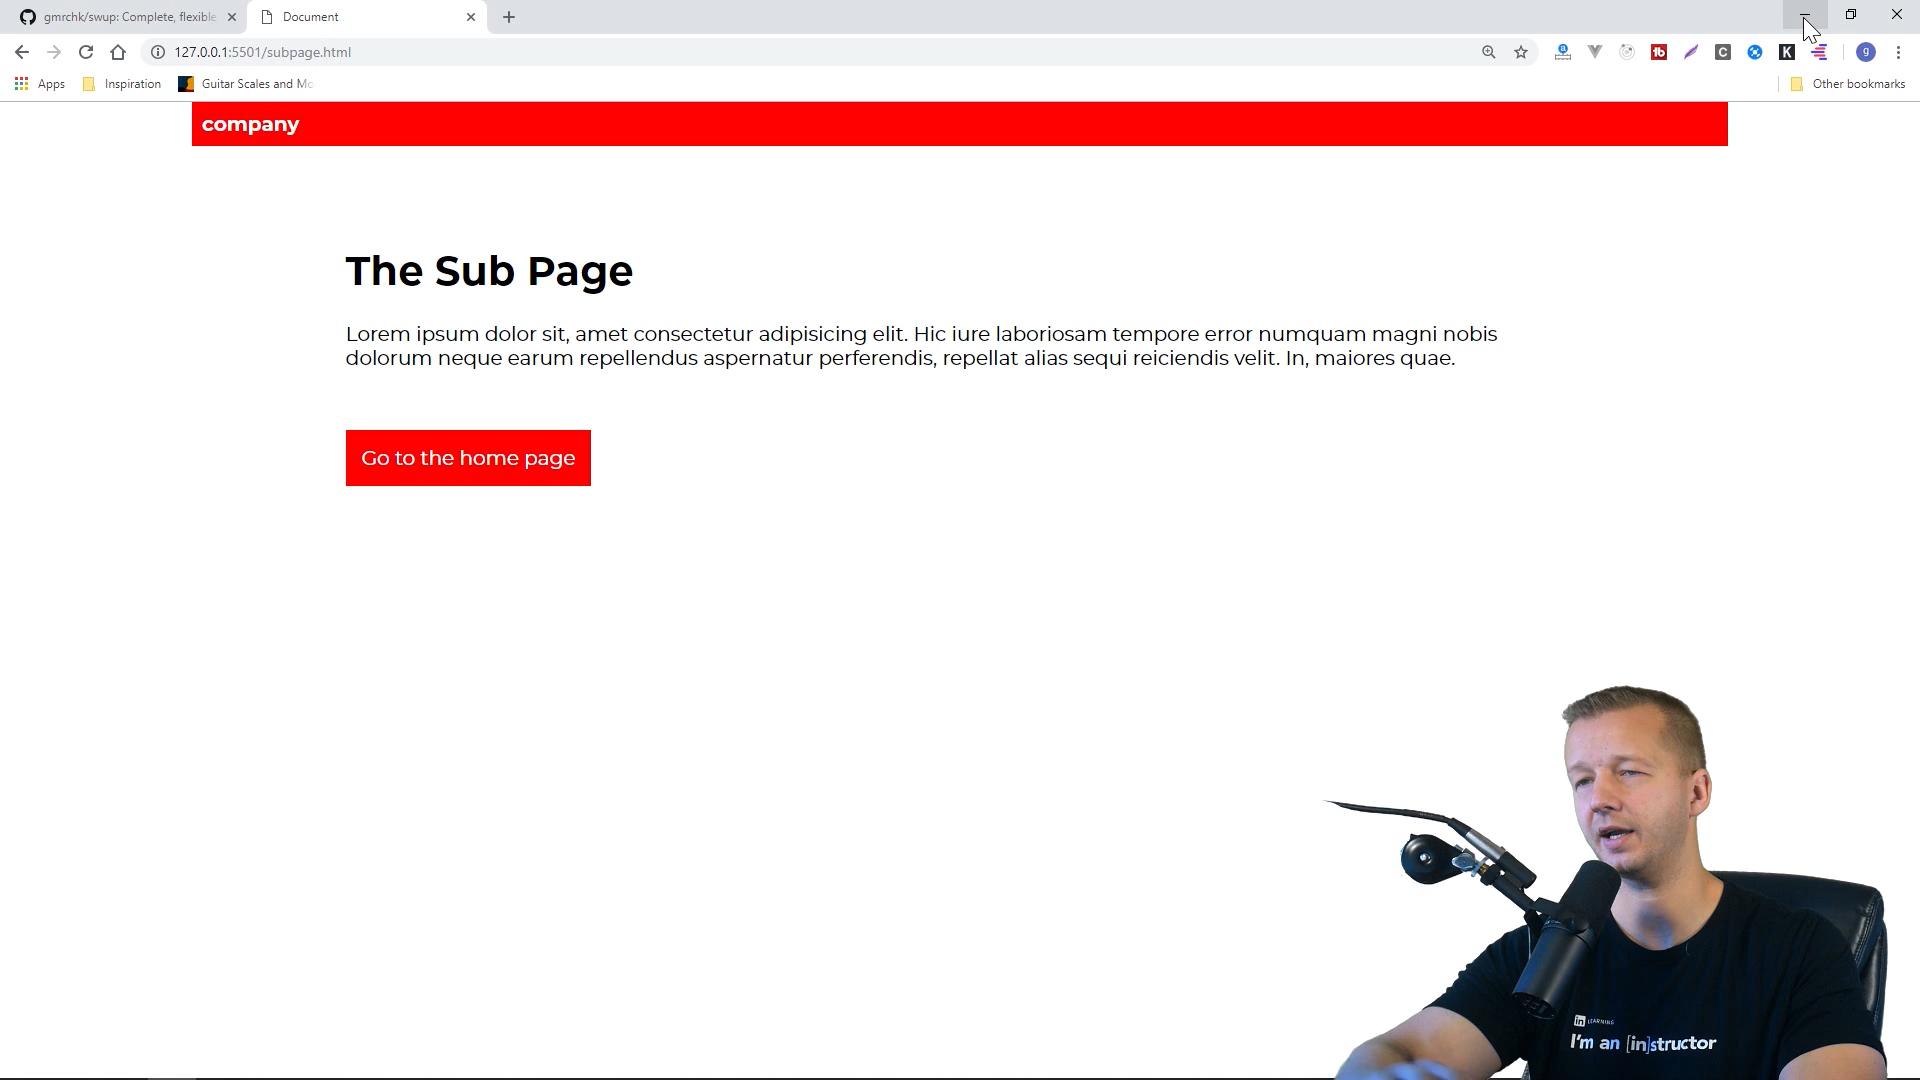 gmrchk/swup: Complete, flexible
Document
127.0.0.1:5501/subpage.html
a
tb
C
K
g
Apps
Inspiration
Guitar Scales and Mo
Other bookmarks
company
The Sub Page
Lorem ipsum dolor sit, amet consectetur adipisicing elit. Hic iure laboriosam tempore error numquam magni nobis
dolorum neque earum repellendus aspernatur perferendis, repellat alias sequi reiciendis velit. In, maiores quae.
Go to the home page
in LEARNING
I'm an [in]structor